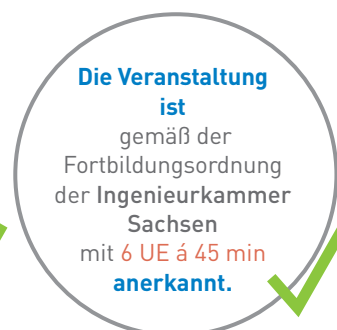 Die Veranstaltung
ist
gemäß der
Fortbildungsordnung
der Ingenieurkammer
Sachsen
mit 6 UE á 45 min
anerkannt.